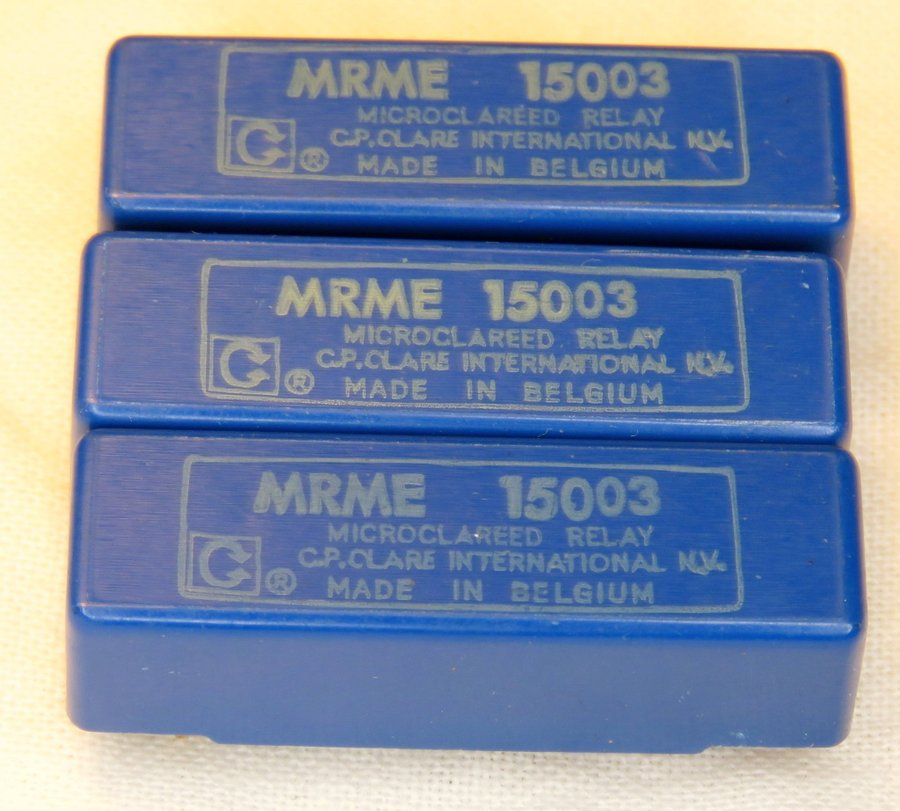 MRME 15003
MICROCLAREED RELAY
C.P. CLARE INTERNATIONAL N.V.
® MADE IN BELGIUM
MRME 15003
MICROCLAREED RELAY
C.P. CLARE INTERNATIONAL N.V.
® MADE IN BELGIUM
MRME 15003
MICROCLAREED RELAY
C.P. CLARE INTERNATIONAL N.V.
® MADE IN BELGIUM